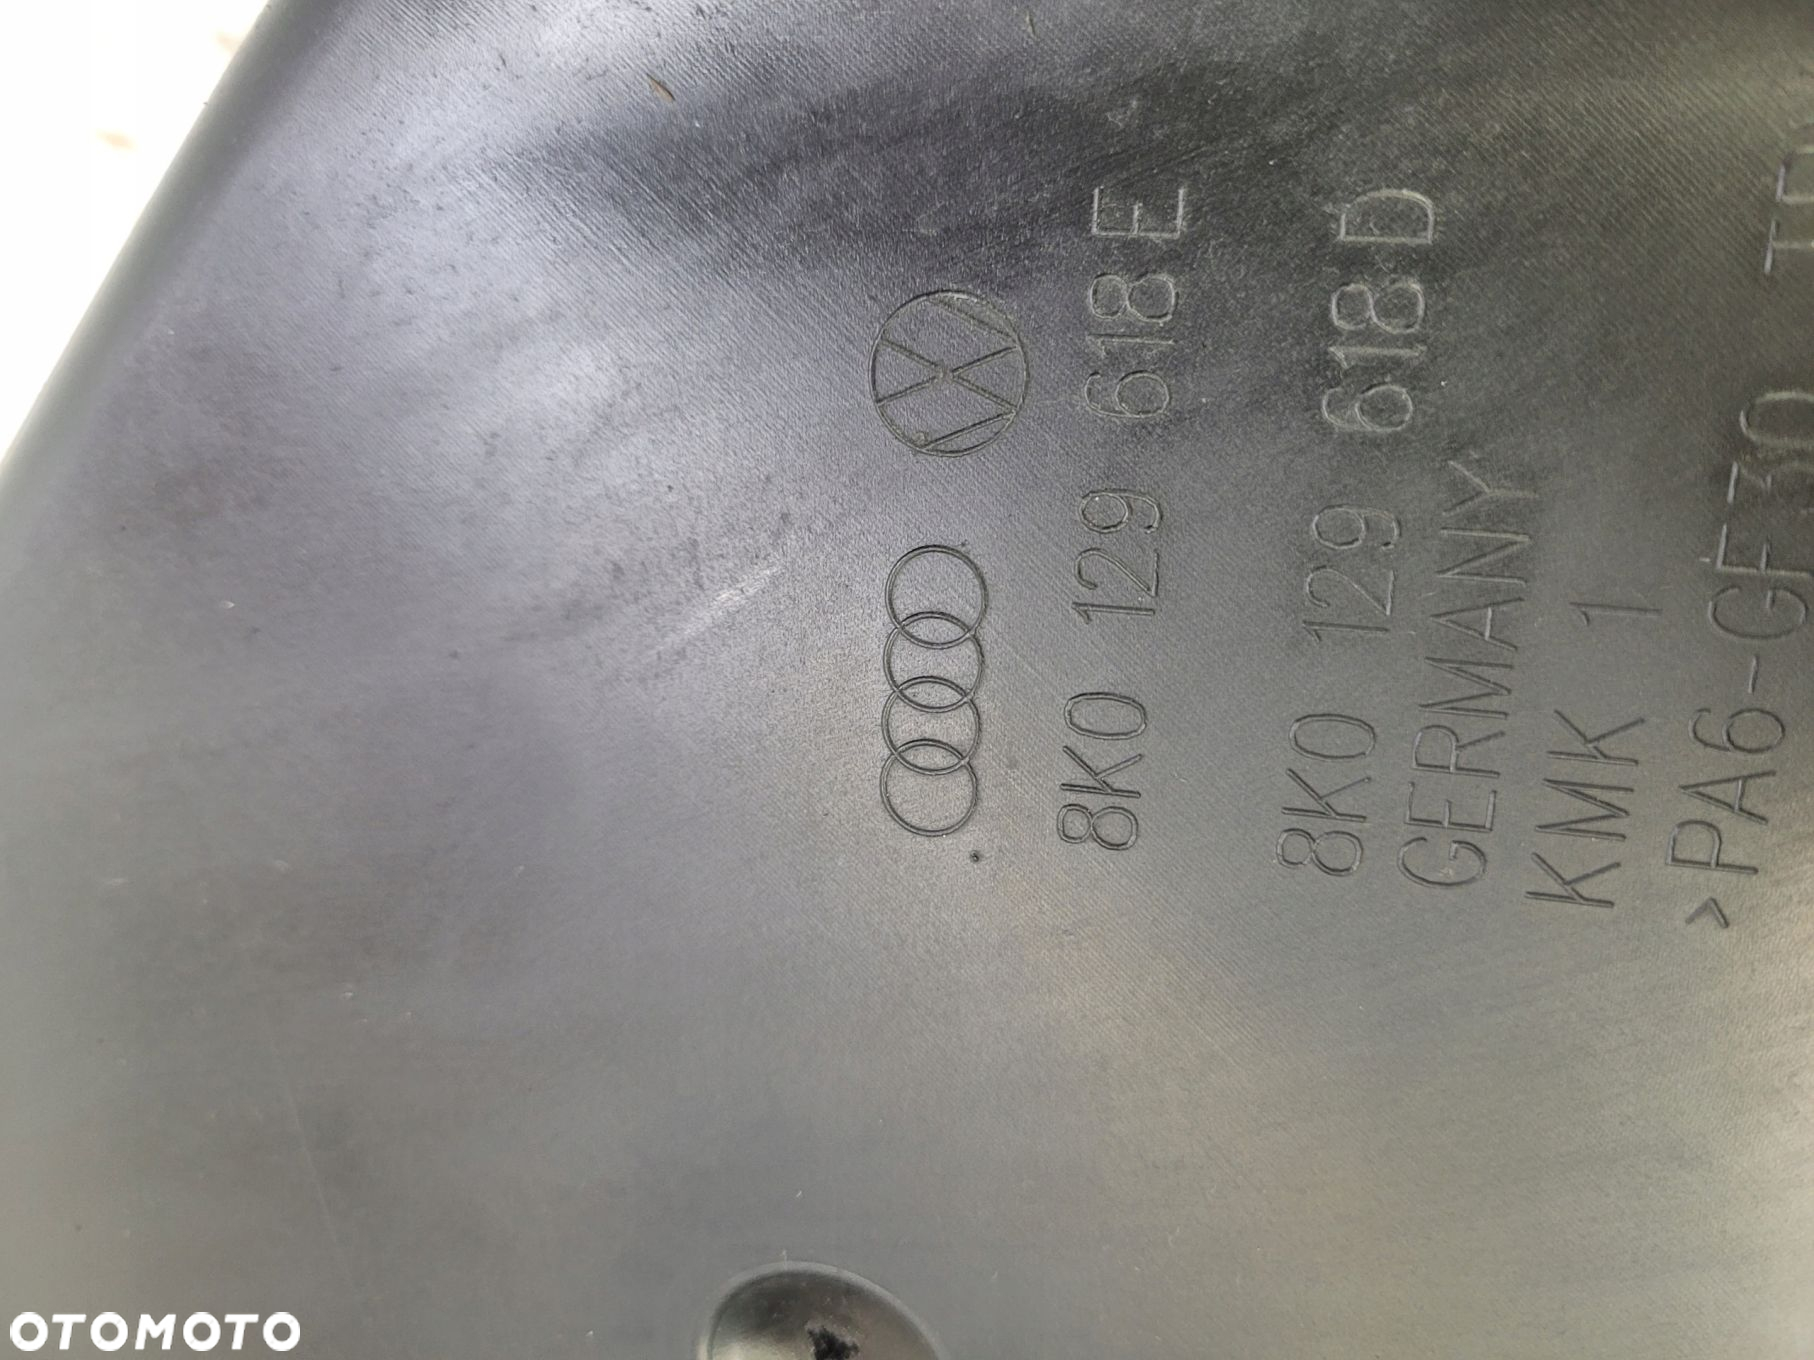 8K0 129 618 E
8K0 129 618 D
GERMANY
KMK 1
>PA6-GF30
OTOMOTO